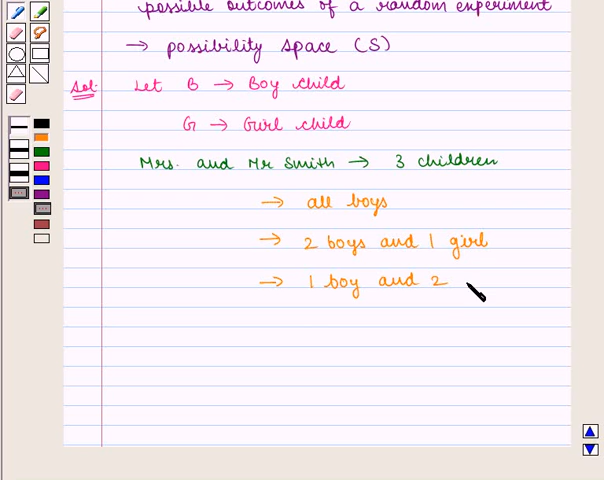 possible outcomes of a random experiment
→ possibility space (S)
Sol. Let B → Boy child
G → Girl child
Mrs. and Mr Smith → 3 children
→ all boys
→ 2 boys and 1 girl
→ 1 boy and 2